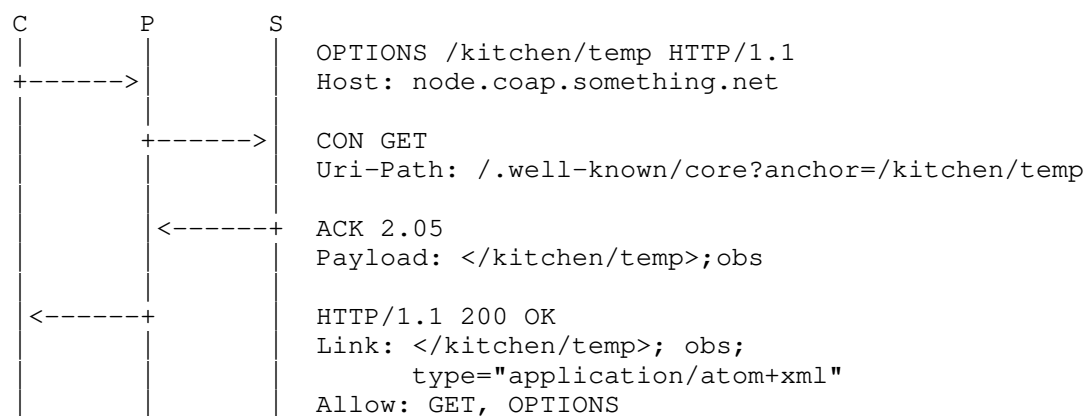 C P S
OPTIONS /kitchen/temp HTTP/1.1
+------>| Host: node.coap.something.net
+------>| CON GET
Uri-Path: /.well-known/core?anchor=/kitchen/temp
|<------+ ACK 2.05
Payload: </kitchen/temp>;obs
|<------+ HTTP/1.1 200 OK
Link: </kitchen/temp>; obs;
type="application/atom+xml"
Allow: GET, OPTIONS